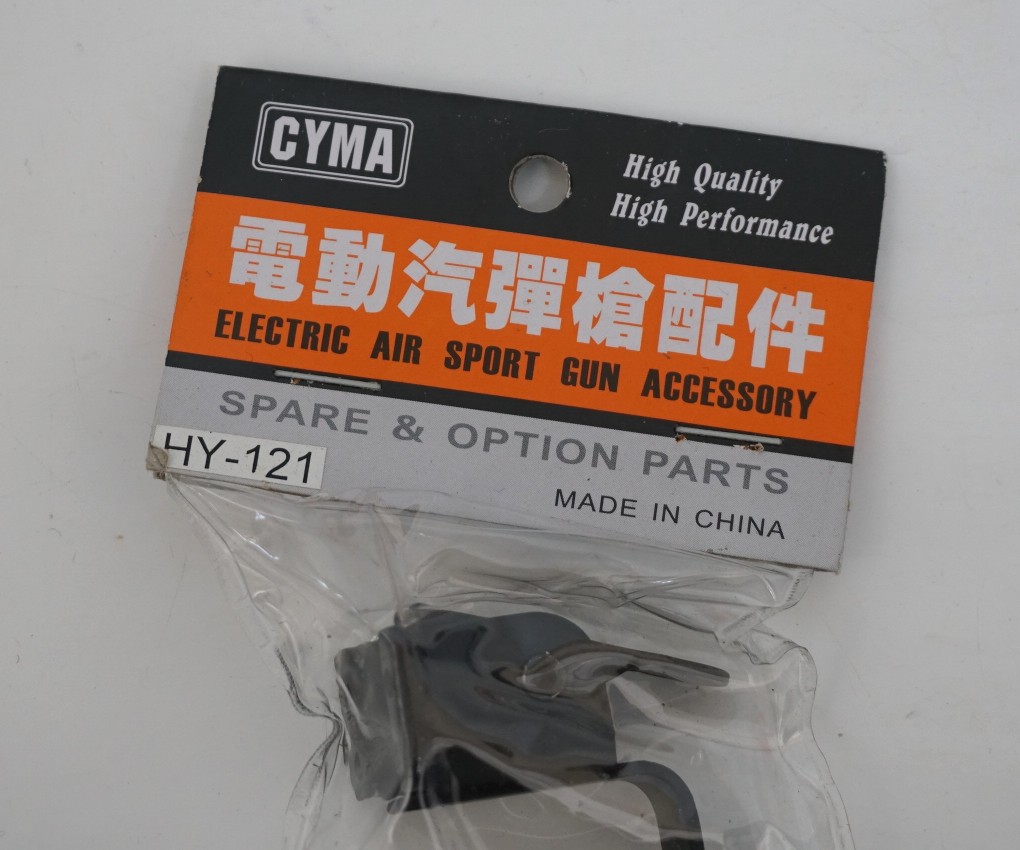 CYMA
High Quality
High Performance
電動汽彈槍配件
ELECTRIC AIR SPORT GUN ACCESSORY
SPARE & OPTION PARTS
HY-121
MADE IN CHINA